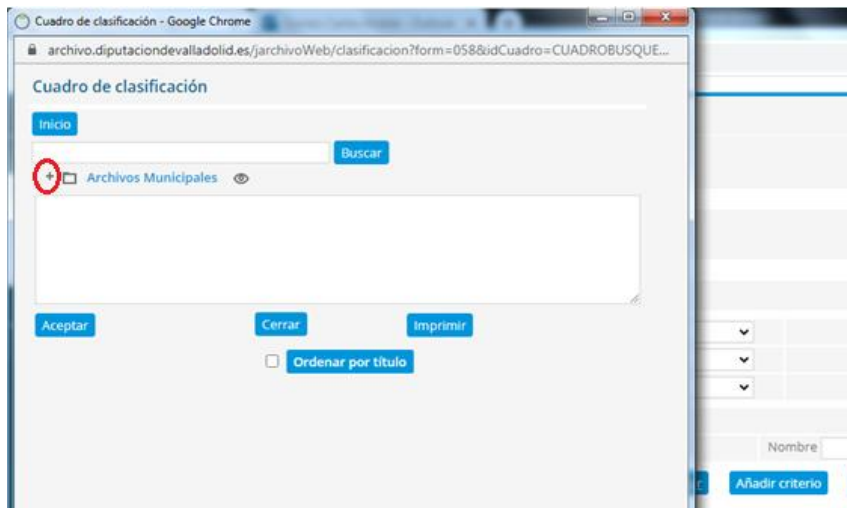 Cuadro de clasificación - Google Chrome
archivo.diputaciondevalladolid.es/jarchivoWeb/clasificacion?form=058&idCuadro=CUADROBUSQUE...
Cuadro de clasificación
Inicio
Buscar
+ Archivos Municipales
Aceptar
Cerrar
Imprimir
Ordenar por título
Nombre
r
Añadir criterio